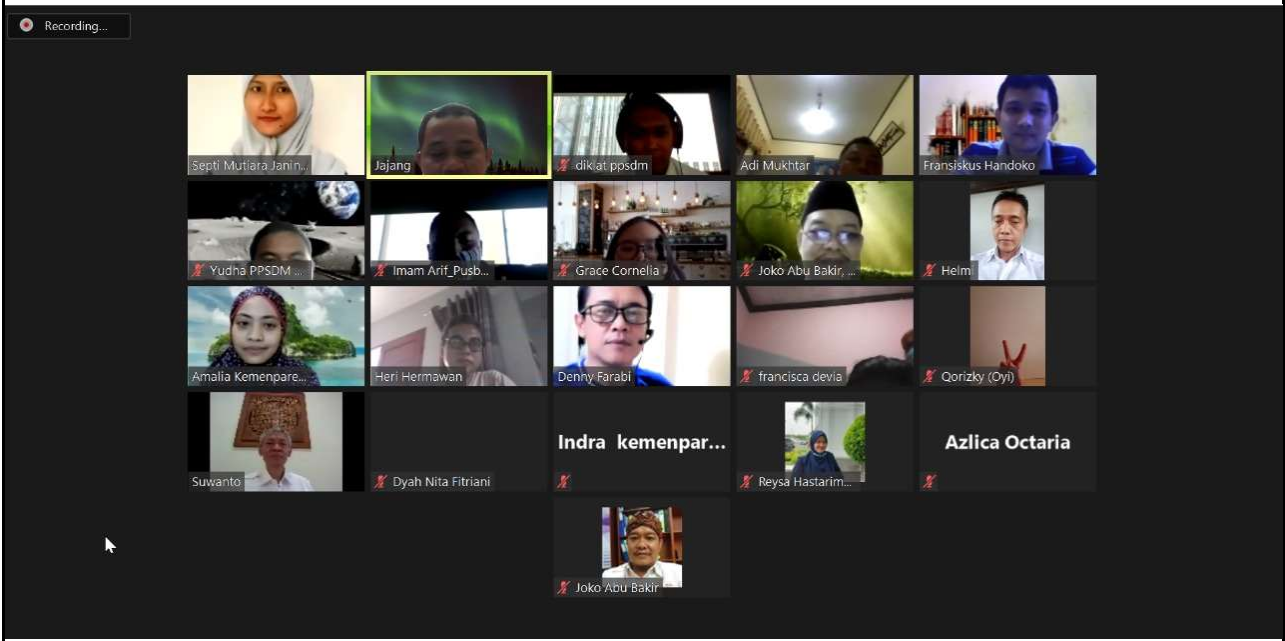 Recording...
Septi Mutiara Janin...
Jajang
diklat ppsdm
Adi Mukhtar
Fransiskus Handoko
Yudha PPSDM ...
Imam Arif_Pusb...
Grace Cornelia
Joko Abu Bakir, ...
Helmi
Amalia Kemenpare...
Heri Hermawan
Denny Farabi
francisca devia
Qorizky (Oyi)
Suwanto
Dyah Nita Fitriani
Indra kemenpar...
Reysa Hastarim...
Azlica Octaria
Joko Abu Bakir